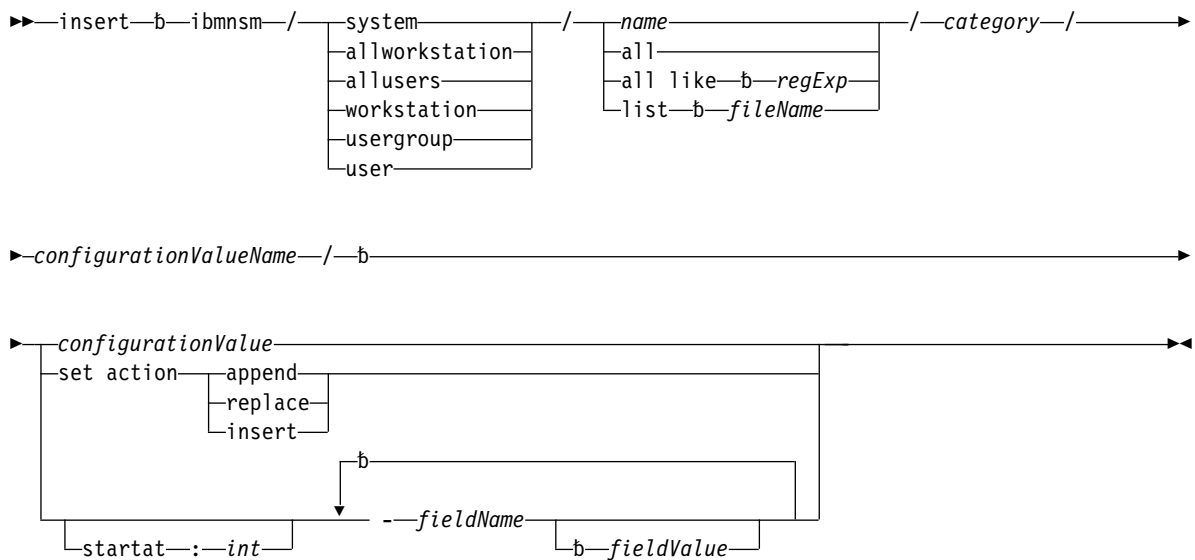 insert ƀ ibmnsm / system / name / category /
allworkstation all
allusers all like ƀ regExp
workstation list ƀ fileName
usergroup
user
configurationValueName / ƀ
configurationValue
set action append
replace
insert
ƀ
- fieldName
startat : int ƀ fieldValue